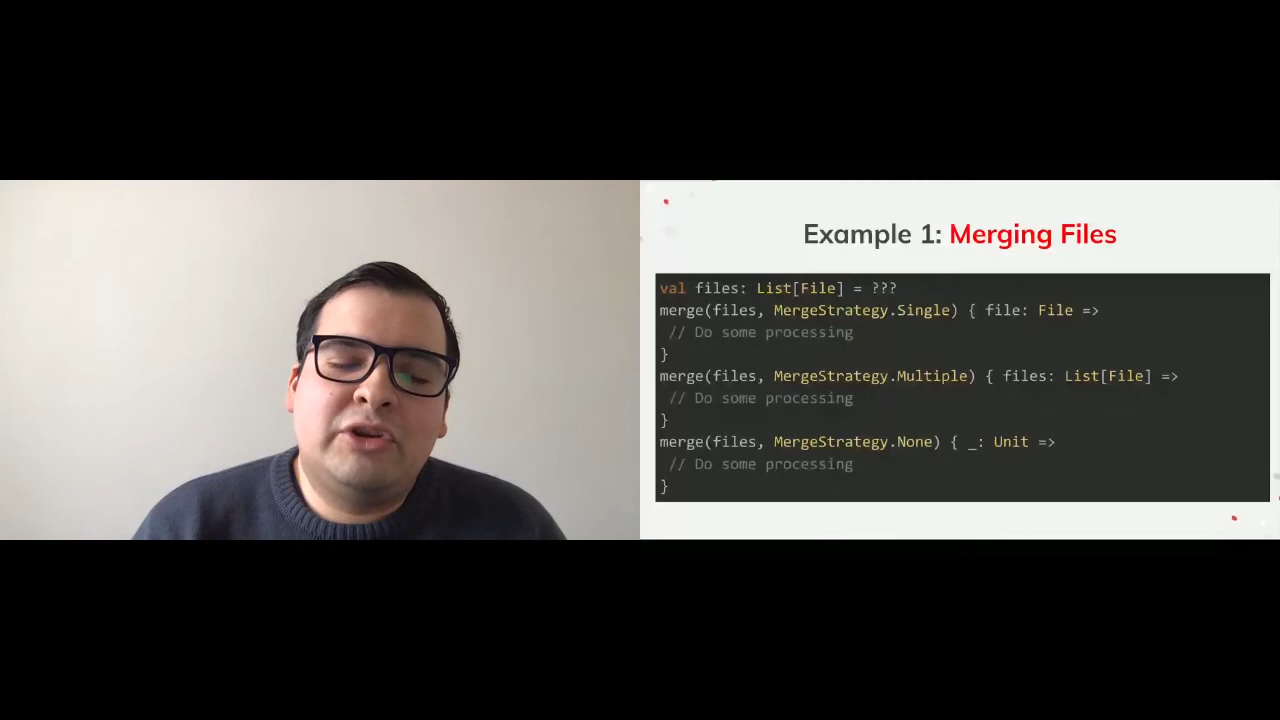 Example 1: Merging Files
val files: List[File] = ???
merge(files, MergeStrategy.Single) { file: File =>
// Do some processing
}
merge(files, MergeStrategy.Multiple) { files: List[File] =>
// Do some processing
}
merge(files, MergeStrategy.None) { _: Unit =>
// Do some processing
}